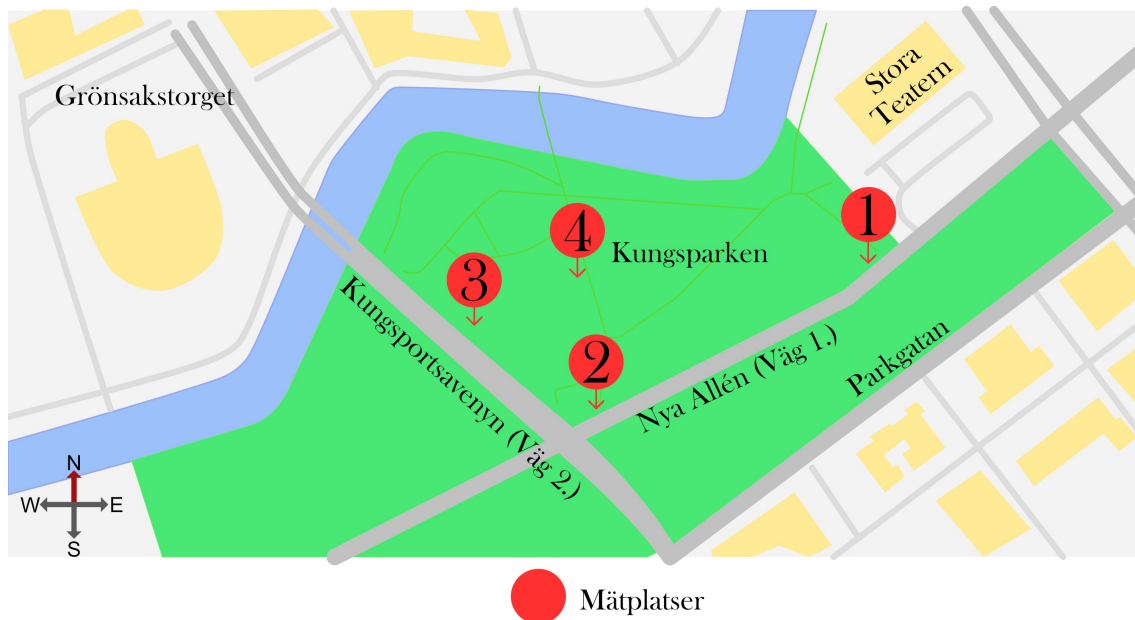 Grönsakstorget
Stora
Teatern
1
4
Kungsparken
3
2
Kungsportsavenyn (Väg 2.)
Nya Allén (Väg 1.)
Parkgatan
N
W
E
S
Mätplatser